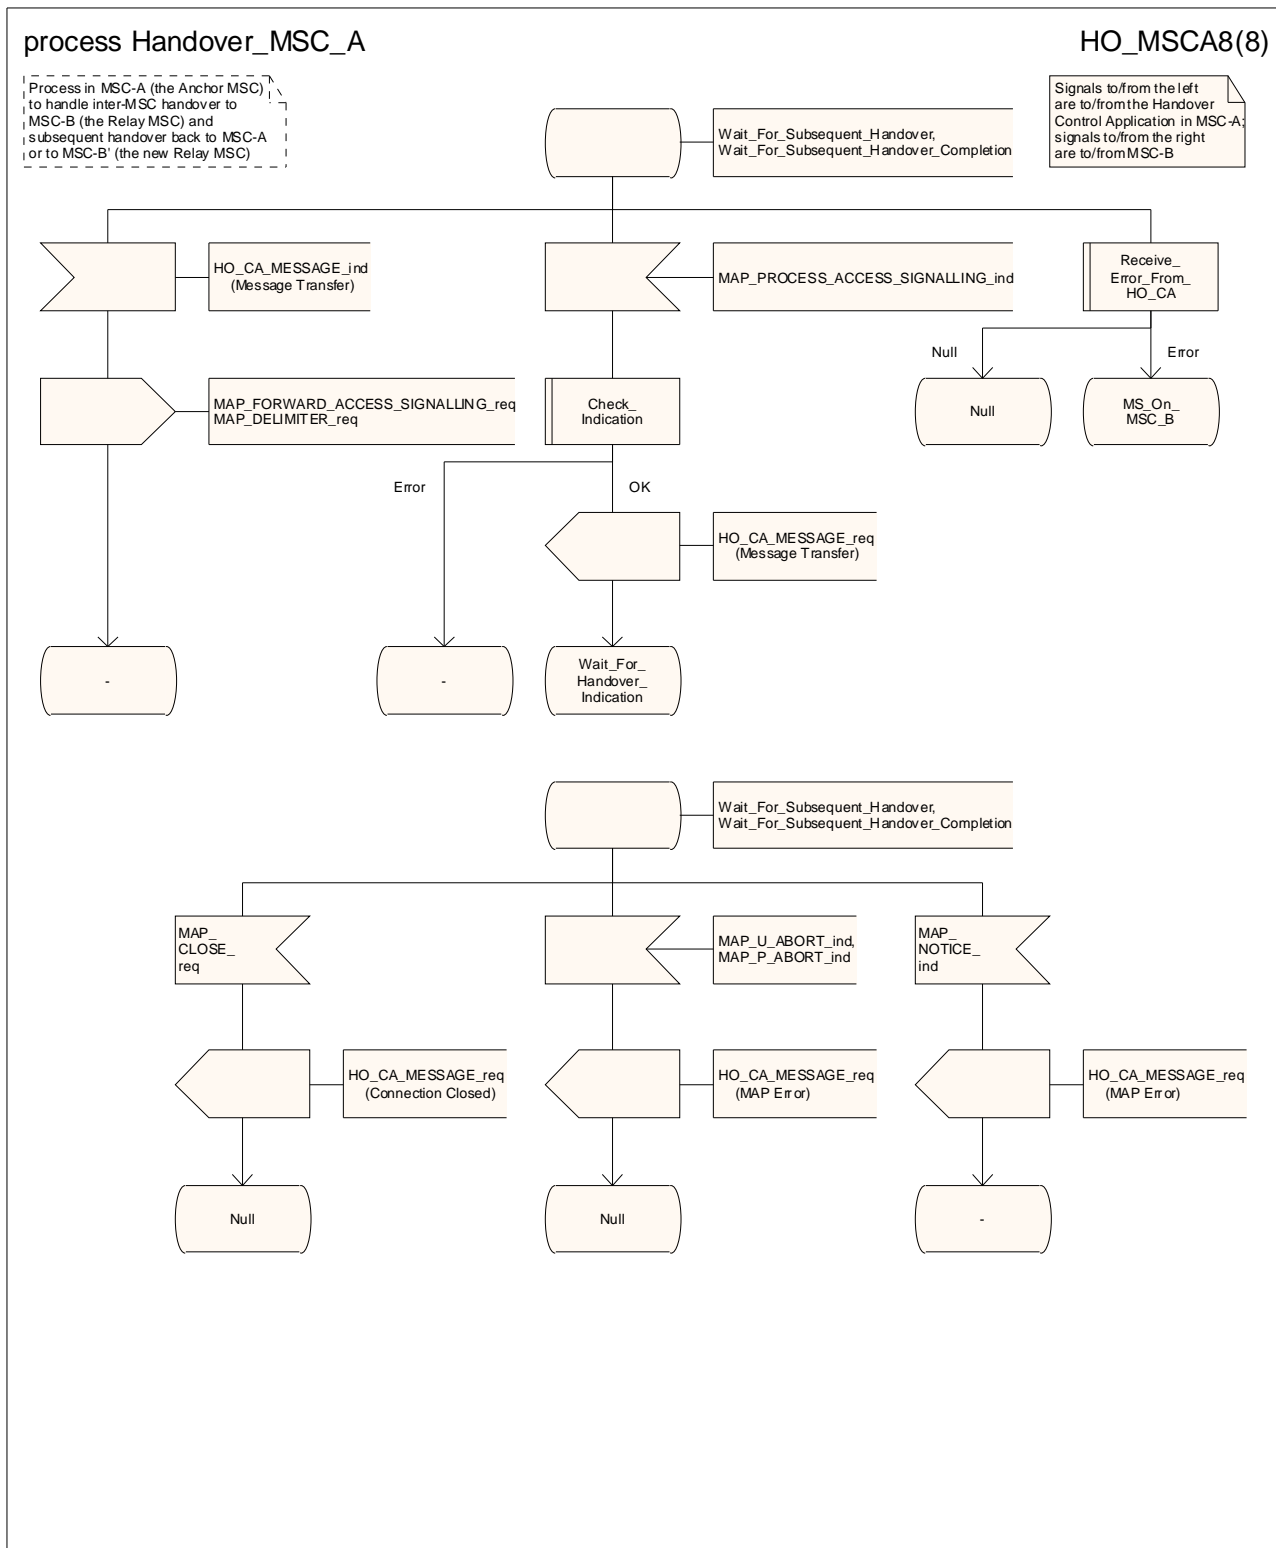 process Handover_MSC_A
HO_MSCA8(8)
Process in MSC-A (the Anchor MSC)
to handle inter-MSC handover to
MSC-B (the Relay MSC) and
subsequent handover back to MSC-A
or to MSC-B' (the new Relay MSC)
Signals to/from the left
are to/from the Handover
Control Application in MSC-A;
signals to/from the right
are to/from MSC-B
Wait_For_Subsequent_Handover,
Wait_For_Subsequent_Handover_Completion
HO_CA_MESSAGE_ind
(Message Transfer)
MAP_PROCESS_ACCESS_SIGNALLING_ind
Receive_
Error_From_
HO_CA
Null
Error
MAP_FORWARD_ACCESS_SIGNALLING_req
MAP_DELIMITER_req
Check_
Indication
Null
MS_On_
MSC_B
Error
OK
HO_CA_MESSAGE_req
(Message Transfer)
-
-
Wait_For_
Handover_
Indication
Wait_For_Subsequent_Handover,
Wait_For_Subsequent_Handover_Completion
MAP_
CLOSE_
req
MAP_U_ABORT_ind,
MAP_P_ABORT_ind
MAP_
NOTICE_
ind
HO_CA_MESSAGE_req
(Connection Closed)
HO_CA_MESSAGE_req
(MAP Error)
HO_CA_MESSAGE_req
(MAP Error)
Null
Null
-